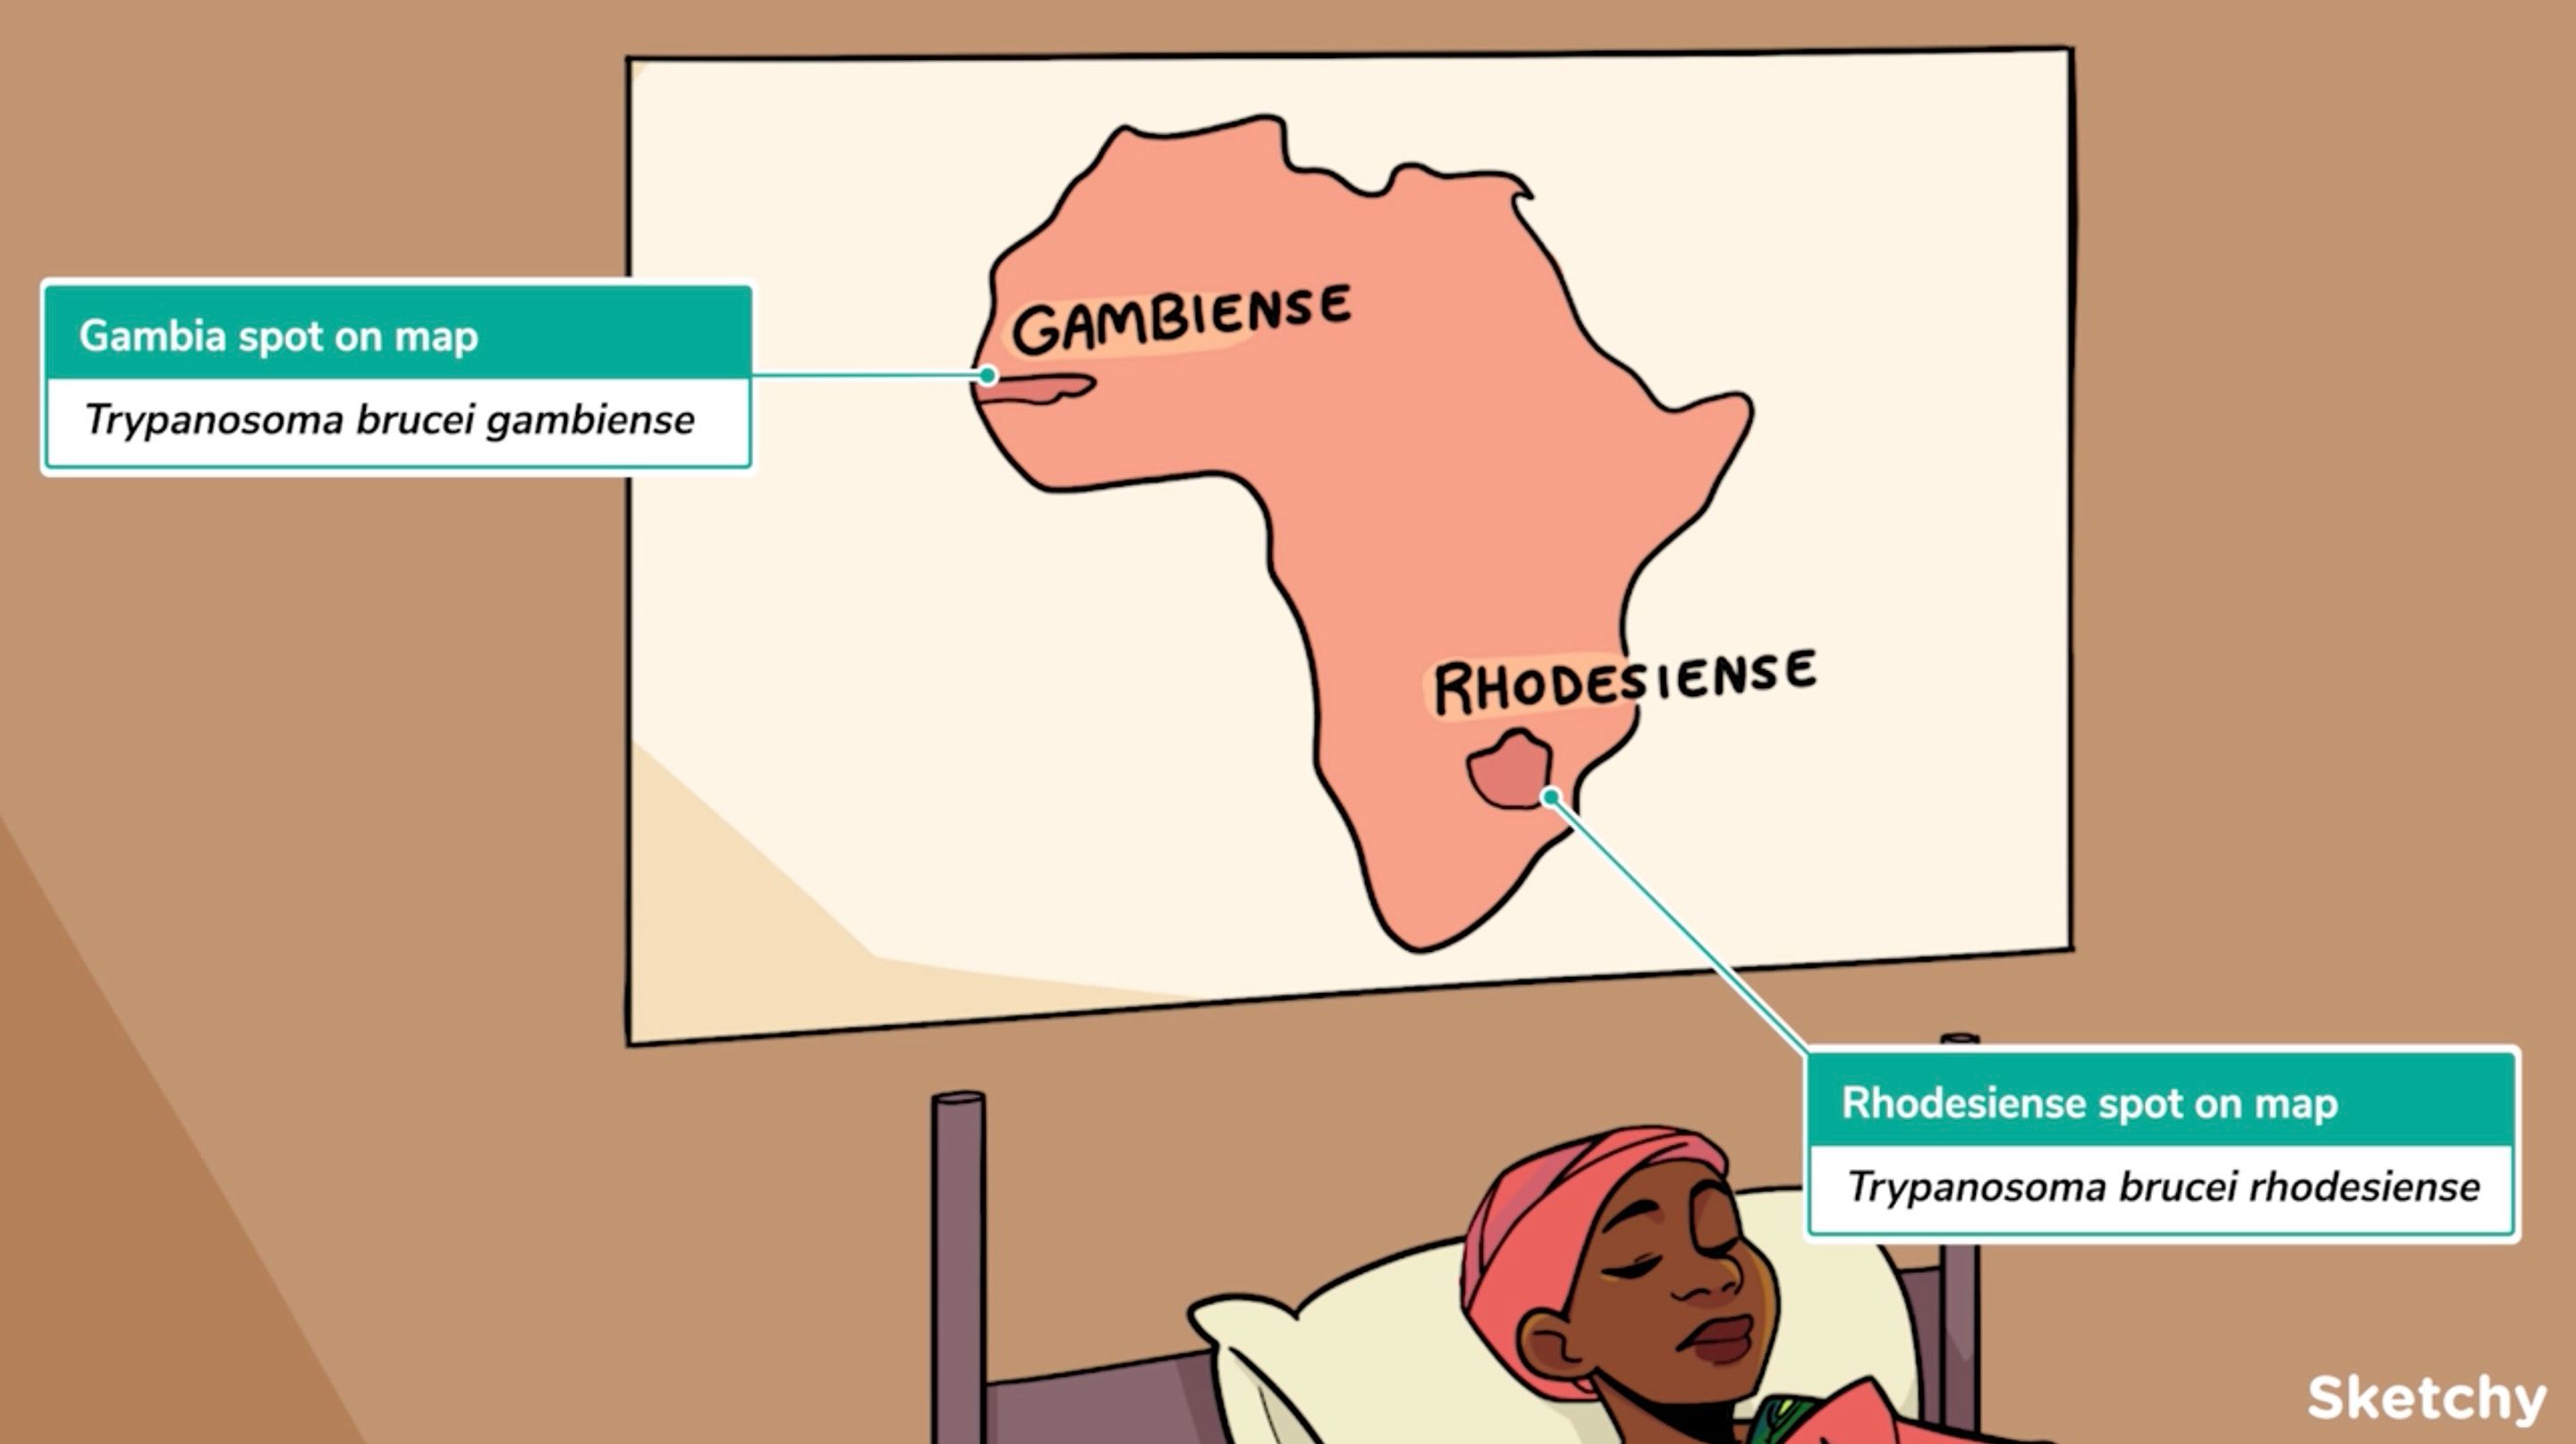 GAMBIENSE
Gambia spot on map
Trypanosoma brucei gambiense
RHODESIENSE
Rhodesiense spot on map
Trypanosoma brucei rhodesiense
Sketchy